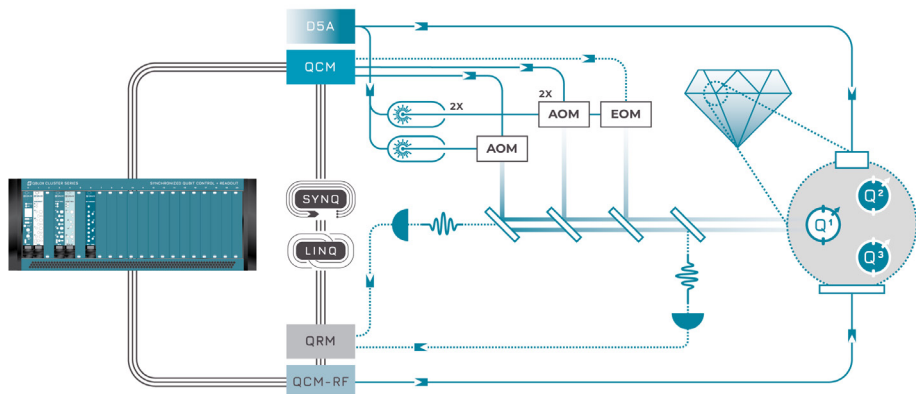 D5A
QCM
2X
2X
AOM
EOM
AOM
QBLOX CLUSTER SERIES
SYNCHRONIZED QUBIT CONTROL + READOUT
SYNQ
LINQ
Q1
Q2
Q3
QRM
QCM-RF